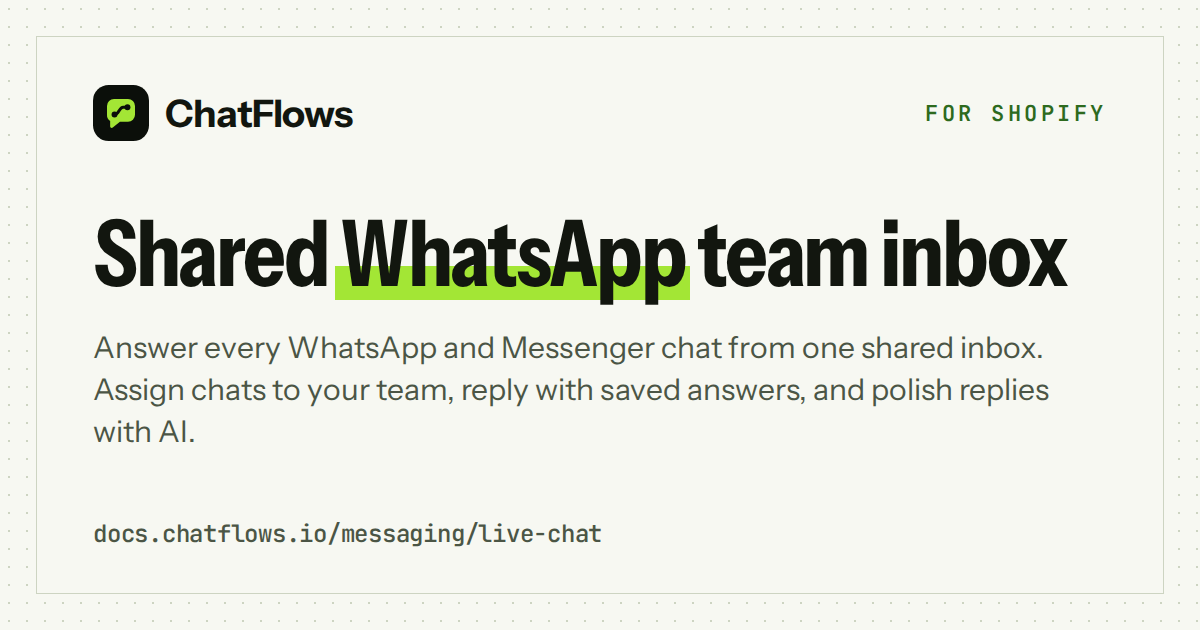 ChatFlows
FOR SHOPIFY
Shared WhatsApp team inbox
Answer every WhatsApp and Messenger chat from one shared inbox.
Assign chats to your team, reply with saved answers, and polish replies
with AI.
docs.chatflows.io/messaging/live-chat